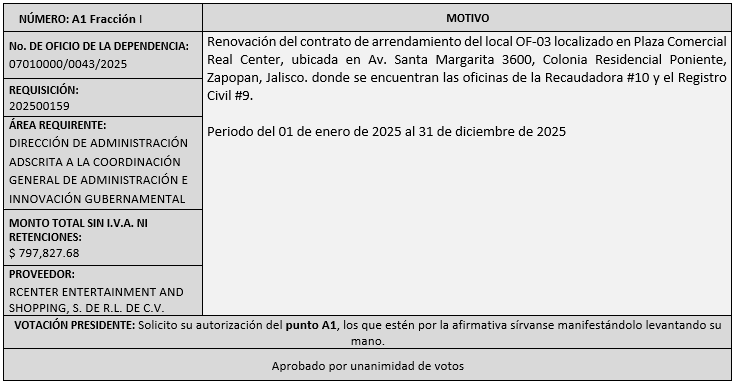 NÚMERO: A1 Fracción I
MOTIVO
No. DE OFICIO DE LA DEPENDENCIA:
07010000/0043/2025
REQUISICIÓN:
202500159
ÁREA REQUIRENTE:
DIRECCIÓN DE ADMINISTRACIÓN
ADSCRITA A LA COORDINACIÓN
GENERAL DE ADMINISTRACIÓN E
INNOVACIÓN GUBERNAMENTAL
MONTO TOTAL SIN I.V.A. NI
RETENCIONES:
$ 797,827.68
PROVEEDOR:
RCENTER ENTERTAINMENT AND
SHOPPING, S. DE R.L. DE C.V.
Renovación del contrato de arrendamiento del local OF-03 localizado en Plaza Comercial
Real Center, ubicada en Av. Santa Margarita 3600, Colonia Residencial Poniente,
Zapopan, Jalisco. donde se encuentran las oficinas de la Recaudadora #10 y el Registro
Civil #9.
Periodo del 01 de enero de 2025 al 31 de diciembre de 2025
VOTACIÓN PRESIDENTE: Solicito su autorización del punto A1, los que estén por la afirmativa sírvanse manifestándolo levantando su
mano.
Aprobado por unanimidad de votos